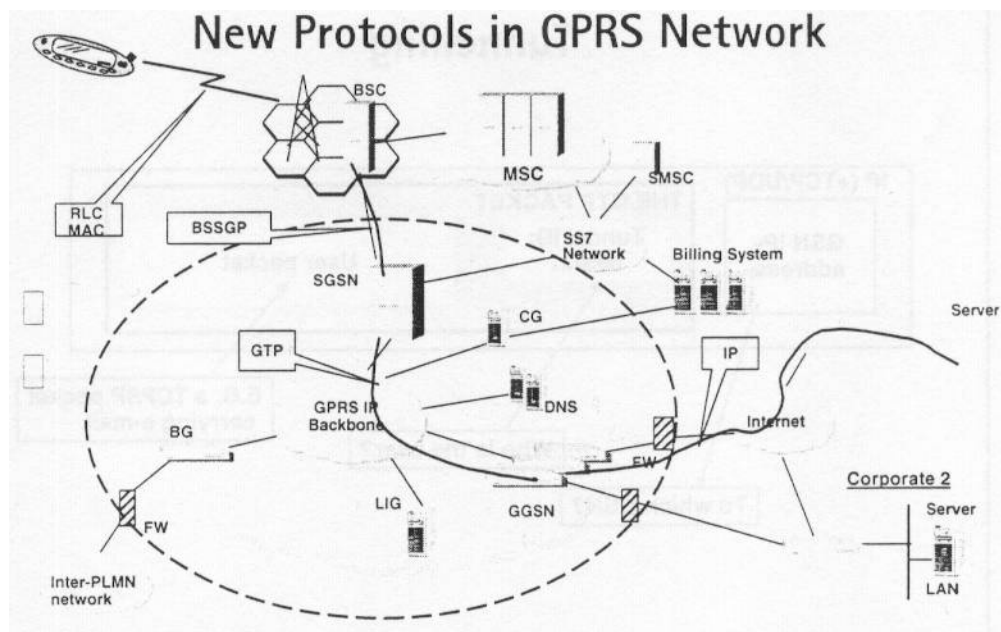 New Protocols in GPRS Network
BSC
MSC
SMSC
RLC
MAC
BSSGP
SS7
Network
Billing System
SGSN
CG
Server
GTP
IP
GPRS IP
Backbone
DNS
Internet
BG
FW
Corporate 2
LIG
GGSN
Server
FW
Inter-PLMN
network
LAN